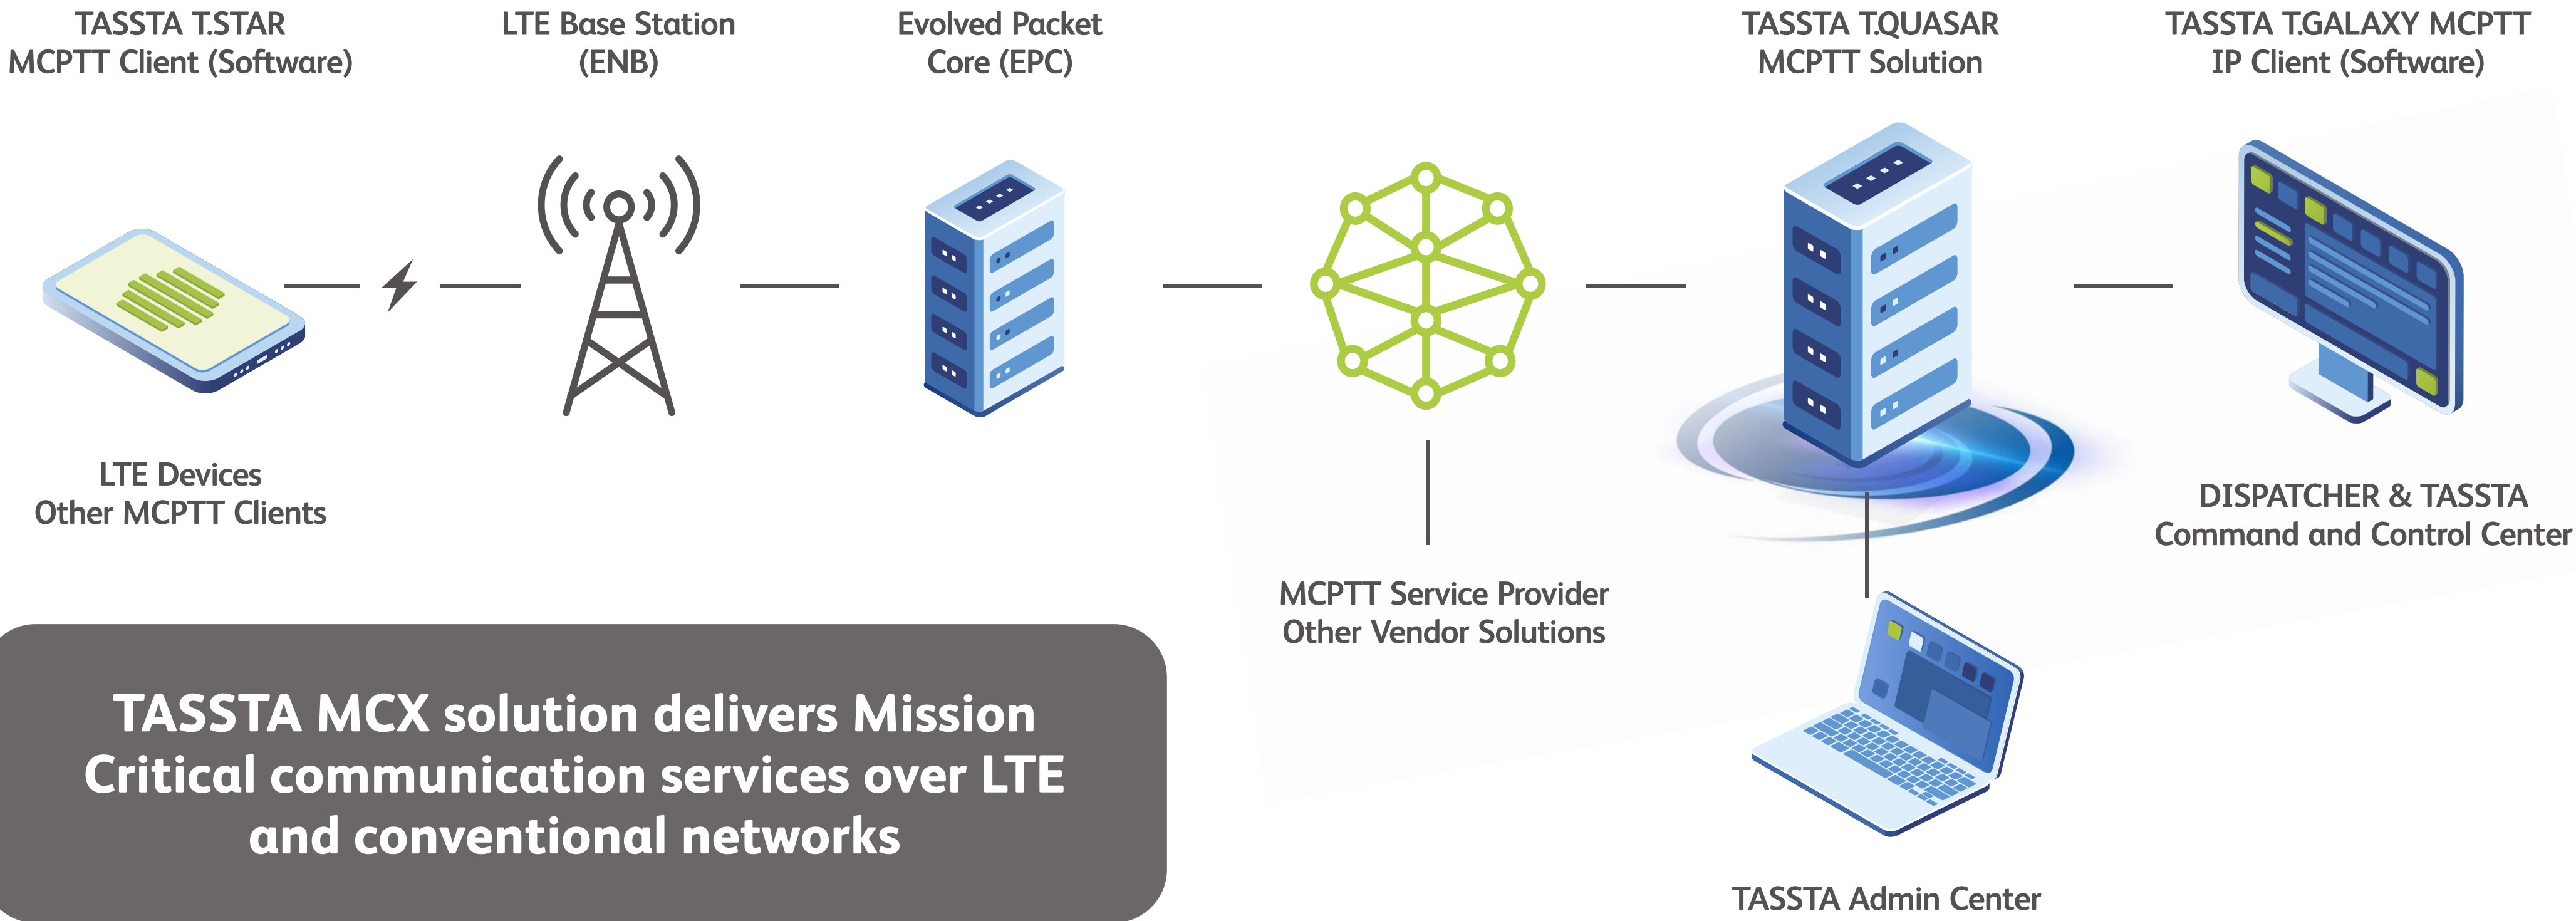 TASSTA T.STAR
MCPTT Client (Software)
LTE Base Station
(ENB)
Evolved Packet
Core (EPC)
TASSTA T.QUASAR
MCPTT Solution
TASSTA T.GALAXY MCPTT
IP Client (Software)
LTE Devices
Other MCPTT Clients
DISPATCHER & TASSTA
Command and Control Center
MCPTT Service Provider
Other Vendor Solutions
TASSTA MCX solution delivers Mission
Critical communication services over LTE
and conventional networks
TASSTA Admin Center